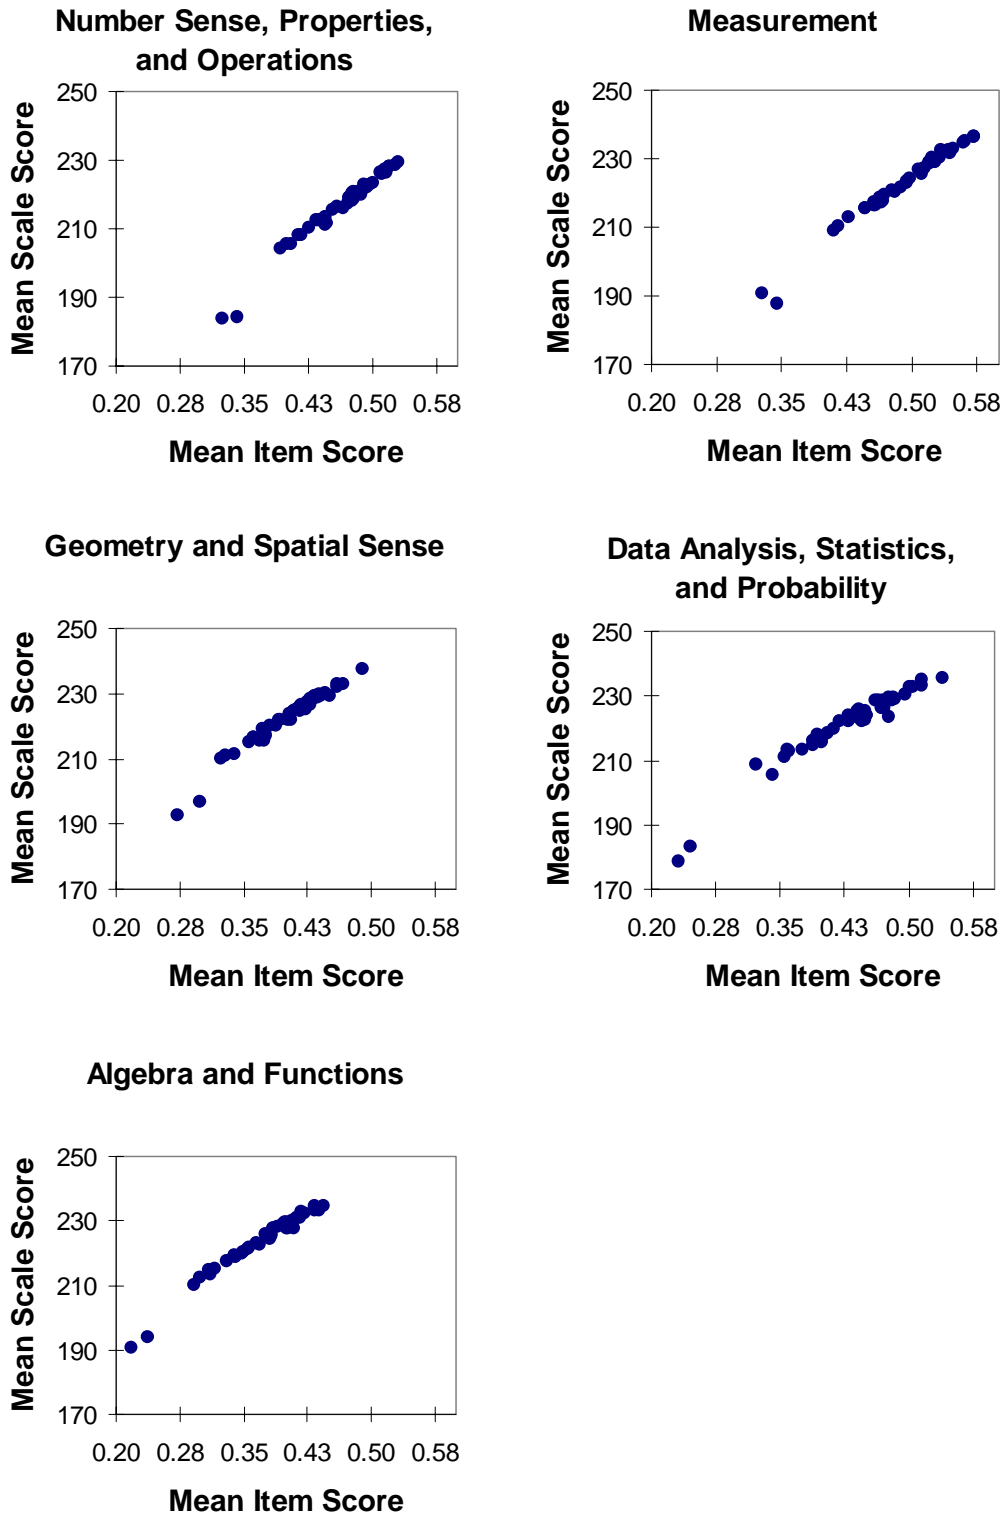 Number Sense, Properties,
and Operations
Mean Scale Score
250
230
210
190
170
0.20 0.28 0.35 0.43 0.50 0.58
Mean Item Score
Measurement
Mean Scale Score
250
230
210
190
170
0.20 0.28 0.35 0.43 0.50 0.58
Mean Item Score
Geometry and Spatial Sense
Mean Scale Score
250
230
210
190
170
0.20 0.28 0.35 0.43 0.50 0.58
Mean Item Score
Data Analysis, Statistics,
and Probability
Mean Scale Score
250
230
210
190
170
0.20 0.28 0.35 0.43 0.50 0.58
Mean Item Score
Algebra and Functions
Mean Scale Score
250
230
210
190
170
0.20 0.28 0.35 0.43 0.50 0.58
Mean Item Score